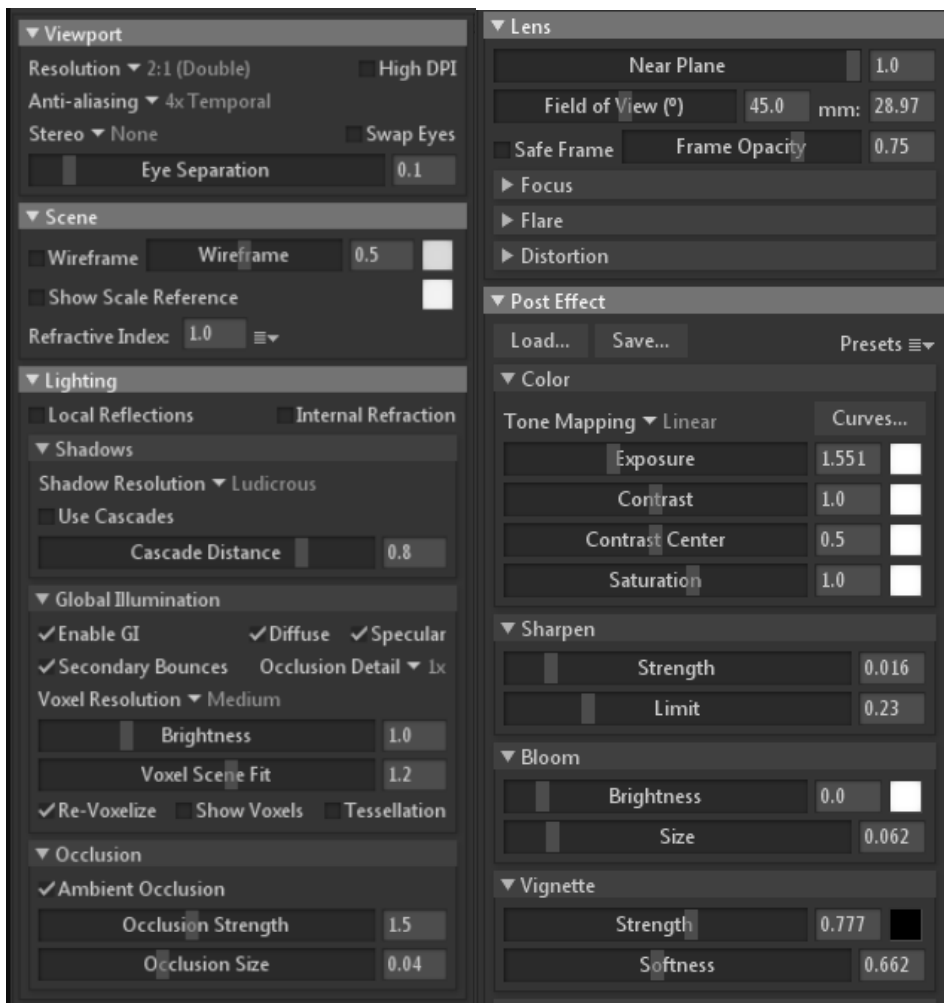 Viewport
Resolution 2:1 (Double) High DPI
Anti-aliasing 4x Temporal
Stereo None Swap Eyes
Eye Separation 0.1
Scene
Wireframe Wireframe 0.5
Show Scale Reference
Refractive Index: 1.0
Lighting
Local Reflections Internal Refraction
Shadows
Shadow Resolution Ludicrous
Use Cascades
Cascade Distance 0.8
Global Illumination
Enable GI Diffuse Specular
Secondary Bounces Occlusion Detail 1x
Voxel Resolution Medium
Brightness 1.0
Voxel Scene Fit 1.2
Re-Voxelize Show Voxels Tessellation
Occlusion
Ambient Occlusion
Occlusion Strength 1.5
Occlusion Size 0.04
Lens
Near Plane 1.0
Field of View (º) 45.0 mm: 28.97
Safe Frame Frame Opacity 0.75
Focus
Flare
Distortion
Post Effect
Load... Save... Presets
Color
Tone Mapping Linear Curves...
Exposure 1.551
Contrast 1.0
Contrast Center 0.5
Saturation 1.0
Sharpen
Strength 0.016
Limit 0.23
Bloom
Brightness 0.0
Size 0.062
Vignette
Strength 0.777
Softness 0.662